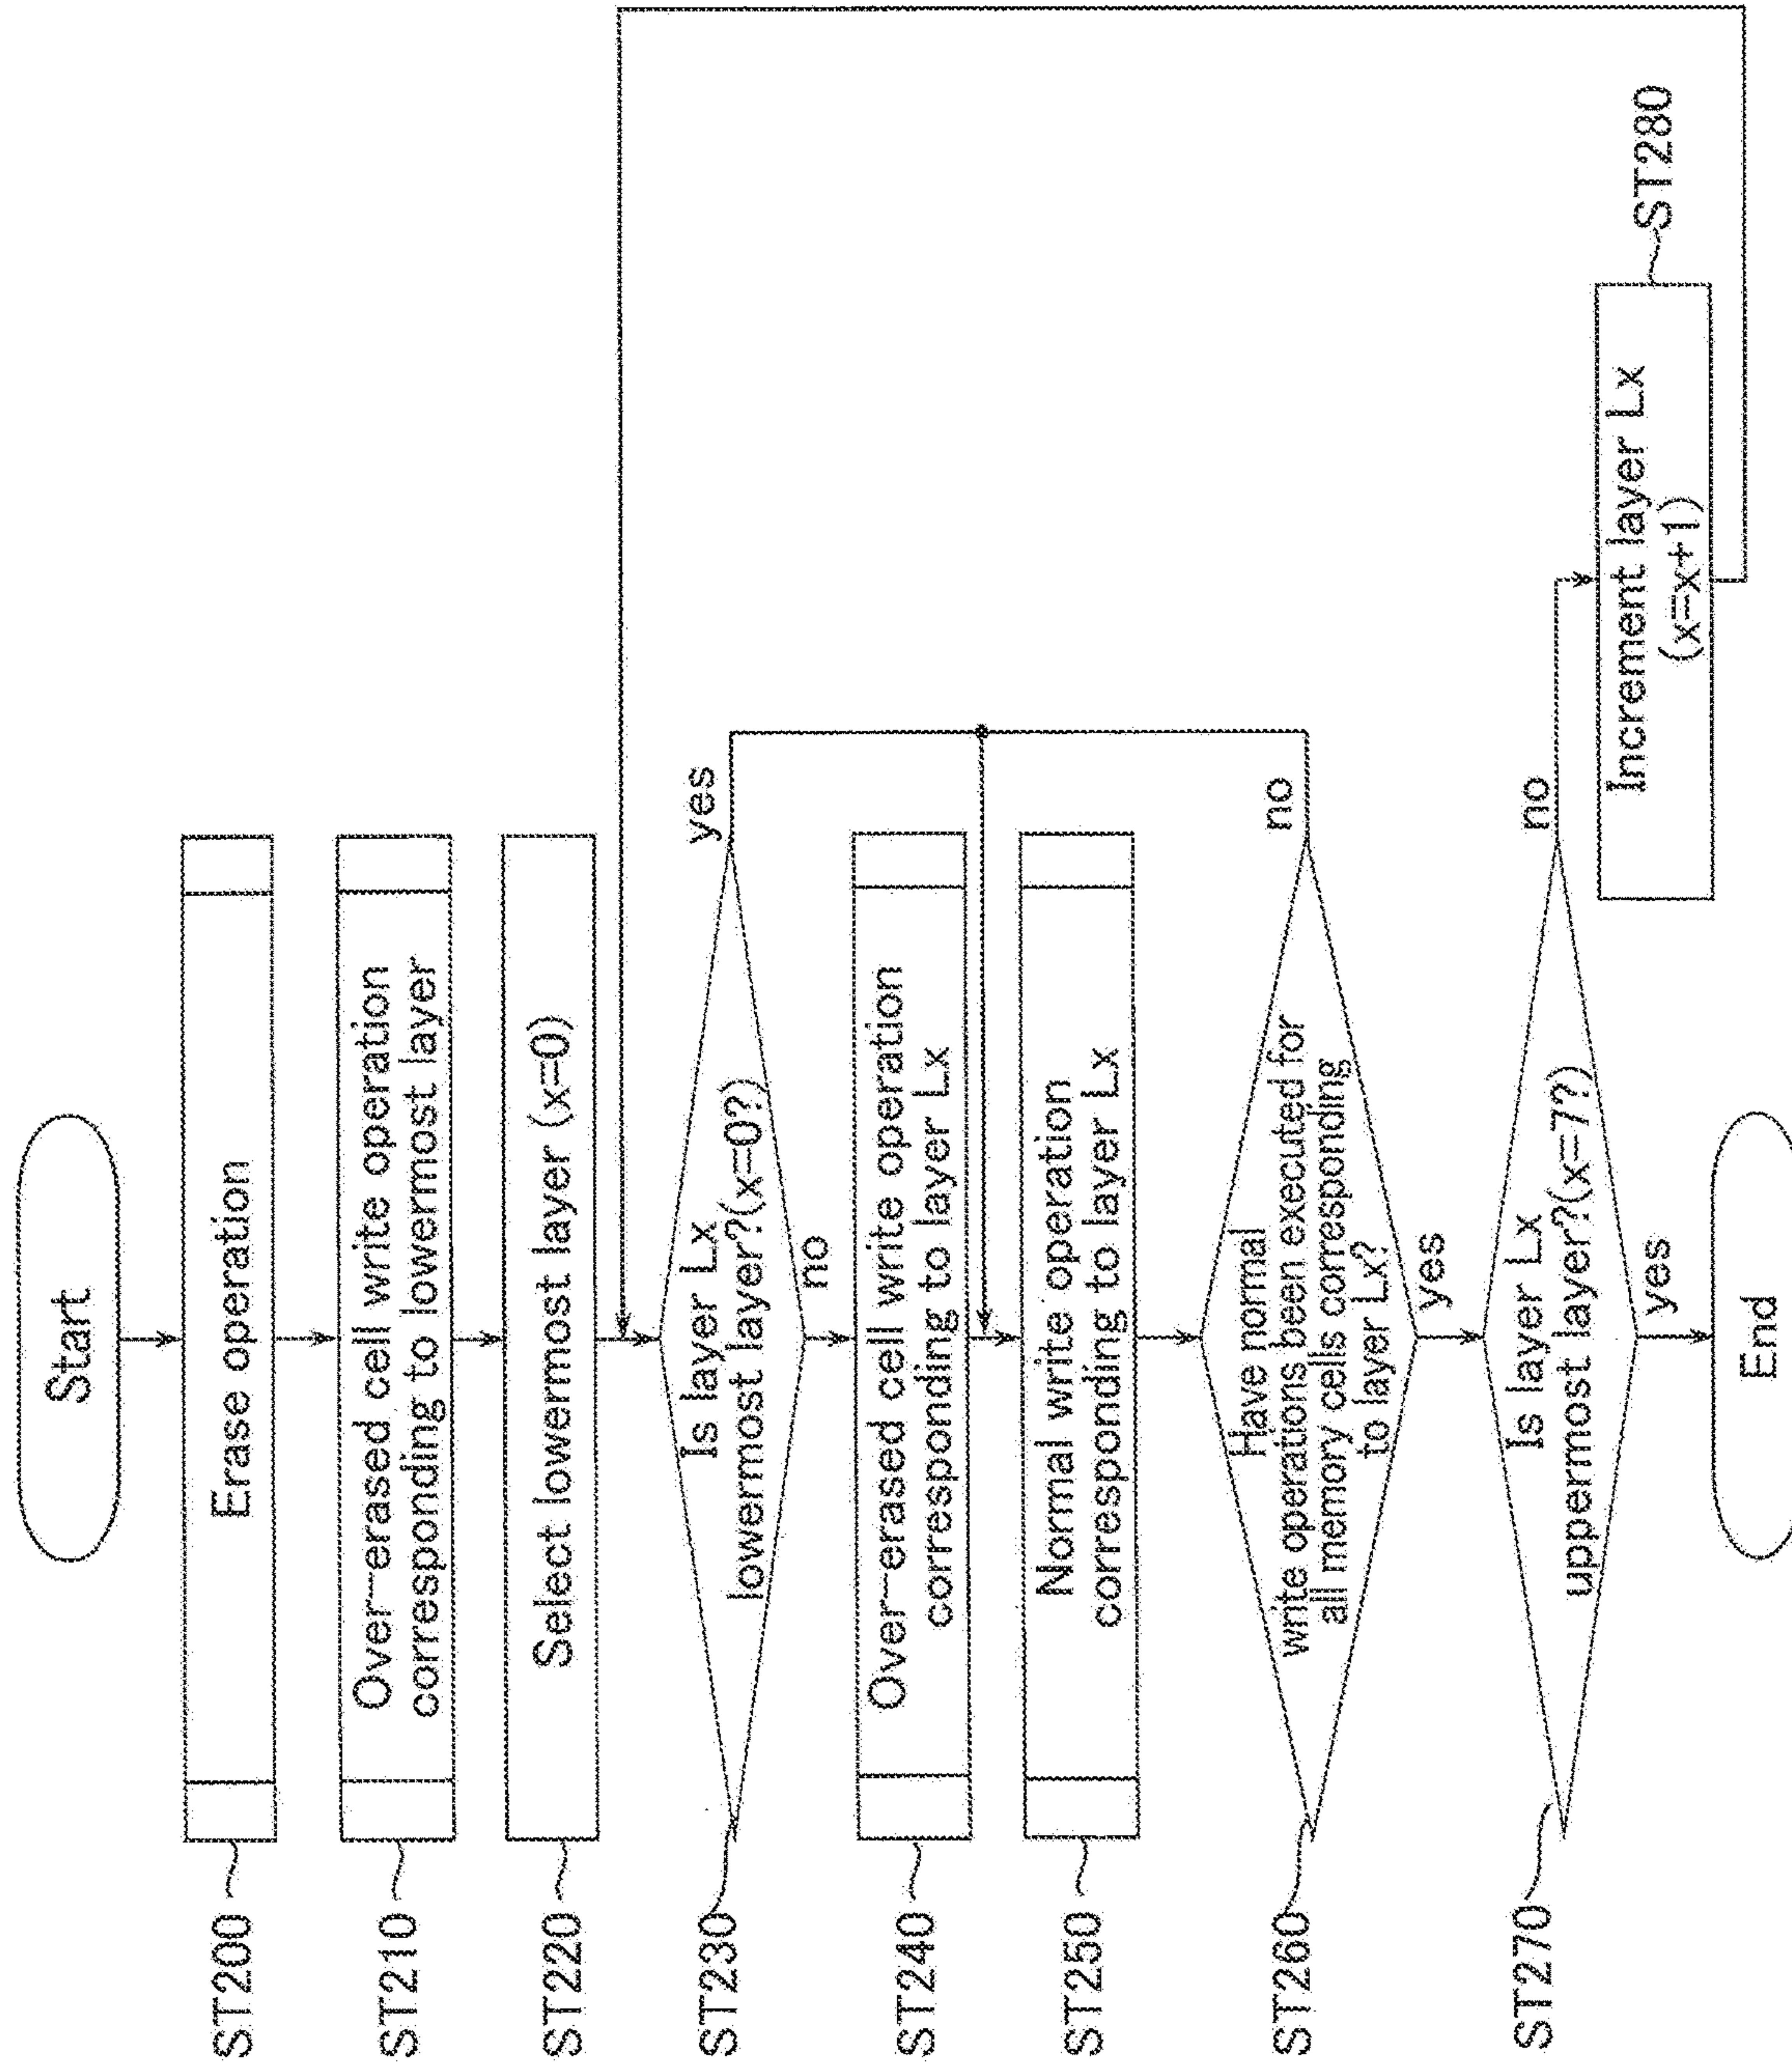 Start
ST200
Erase operation
ST210
Over-erased cell write operation
corresponding to lowermost layer
ST220
Select lowermost layer (x=0)
ST230
Is layer Lx
lowermost layer?(x=0?)
yes
no
ST240
Over-erased cell write operation
corresponding to layer Lx
ST250
Normal write operation
corresponding to layer Lx
ST260
Have normal
write operations been executed for
all memory cells corresponding
to layer Lx?
no
yes
ST270
Is layer Lx
uppermost layer?(x=7?)
no
yes
Increment layer Lx
(x=x+1)
ST280
End